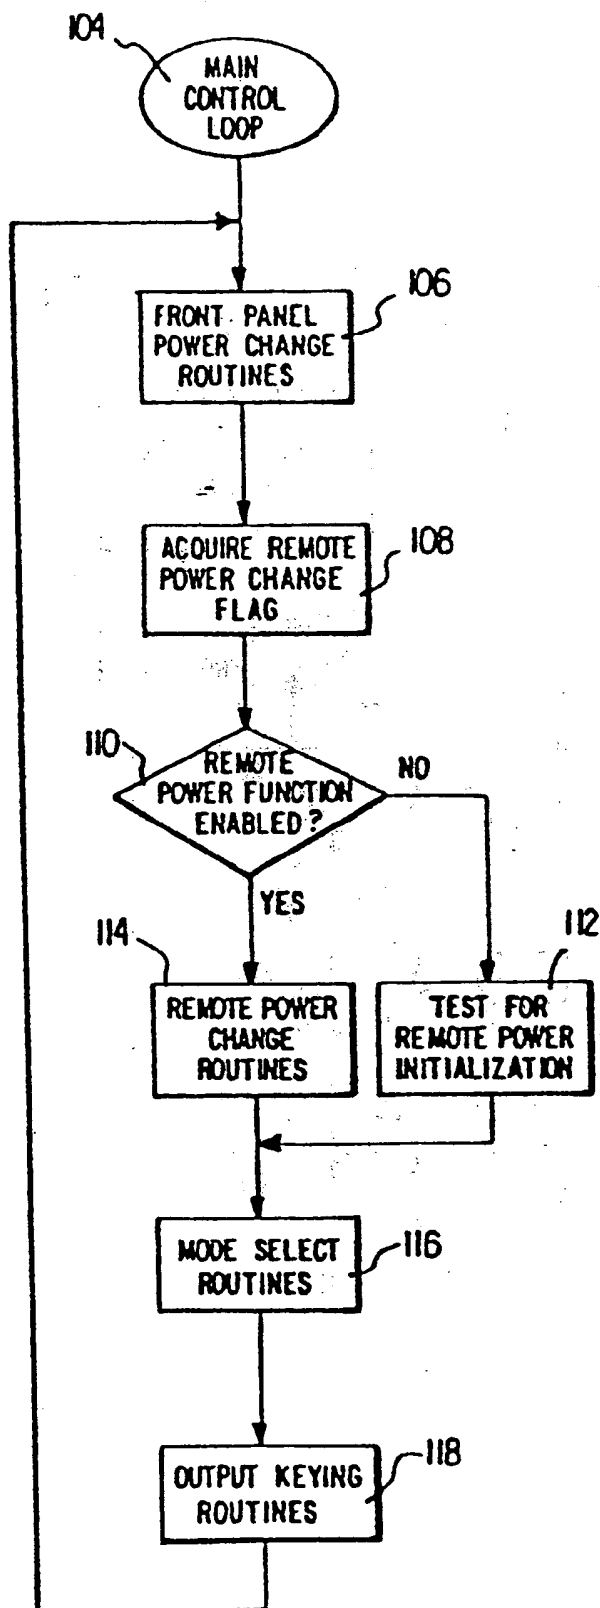 104
MAIN
CONTROL
LOOP
106
FRONT PANEL
POWER CHANGE
ROUTINES
ACQUIRE REMOTE
POWER CHANGE
FLAG
108
110
REMOTE
POWER FUNCTION
ENABLED?
NO
YES
114
112
REMOTE POWER
CHANGE
ROUTINES
TEST FOR
REMOTE POWER
INITIALIZATION
MODE SELECT
ROUTINES
116
OUTPUT KEYING
ROUTINES
118